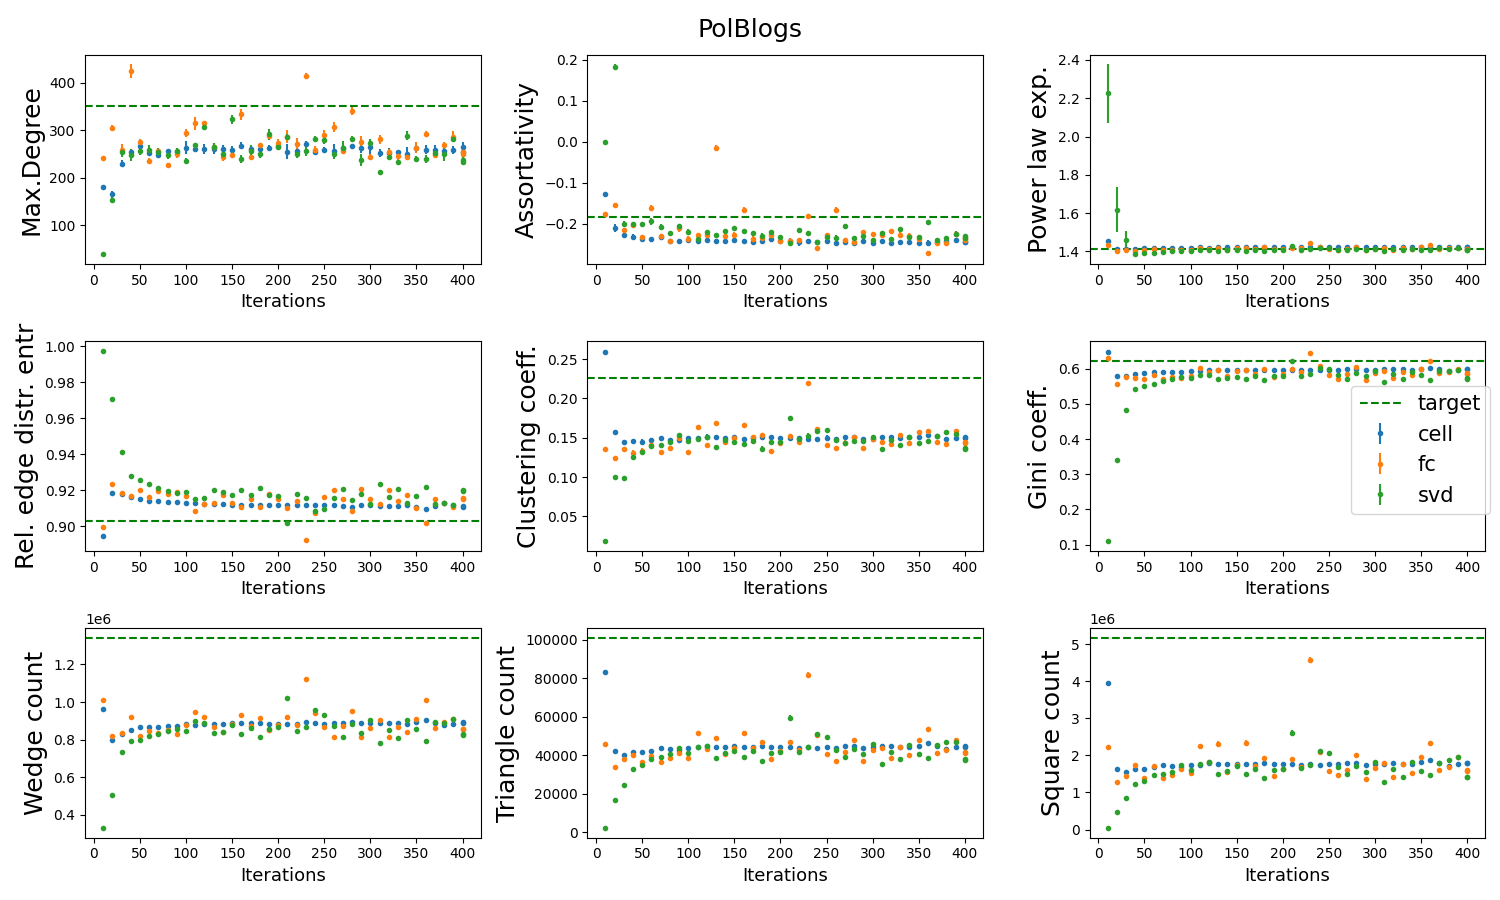 PolBlogs
Max.Degree
400
300
200
100
0 50 100 150 200 250 300 350 400
Iterations
Assortativity
0.2
0.1
0.0
−0.1
−0.2
0 50 100 150 200 250 300 350 400
Iterations
Power law exp.
2.4
2.2
2.0
1.8
1.6
1.4
0 50 100 150 200 250 300 350 400
Iterations
Rel. edge distr. entr
1.00
0.98
0.96
0.94
0.92
0.90
0 50 100 150 200 250 300 350 400
Iterations
Clustering coeff.
0.25
0.20
0.15
0.10
0.05
0 50 100 150 200 250 300 350 400
Iterations
Gini coeff.
0.6
0.5
0.4
0.3
0.2
0.1
0 50 100 150 200 250 300 350 400
Iterations
target
cell
fc
svd
Wedge count
1e6
1.2
1.0
0.8
0.6
0.4
0 50 100 150 200 250 300 350 400
Iterations
Triangle count
100000
80000
60000
40000
20000
0
0 50 100 150 200 250 300 350 400
Iterations
Square count
1e6
5
4
3
2
1
0
0 50 100 150 200 250 300 350 400
Iterations